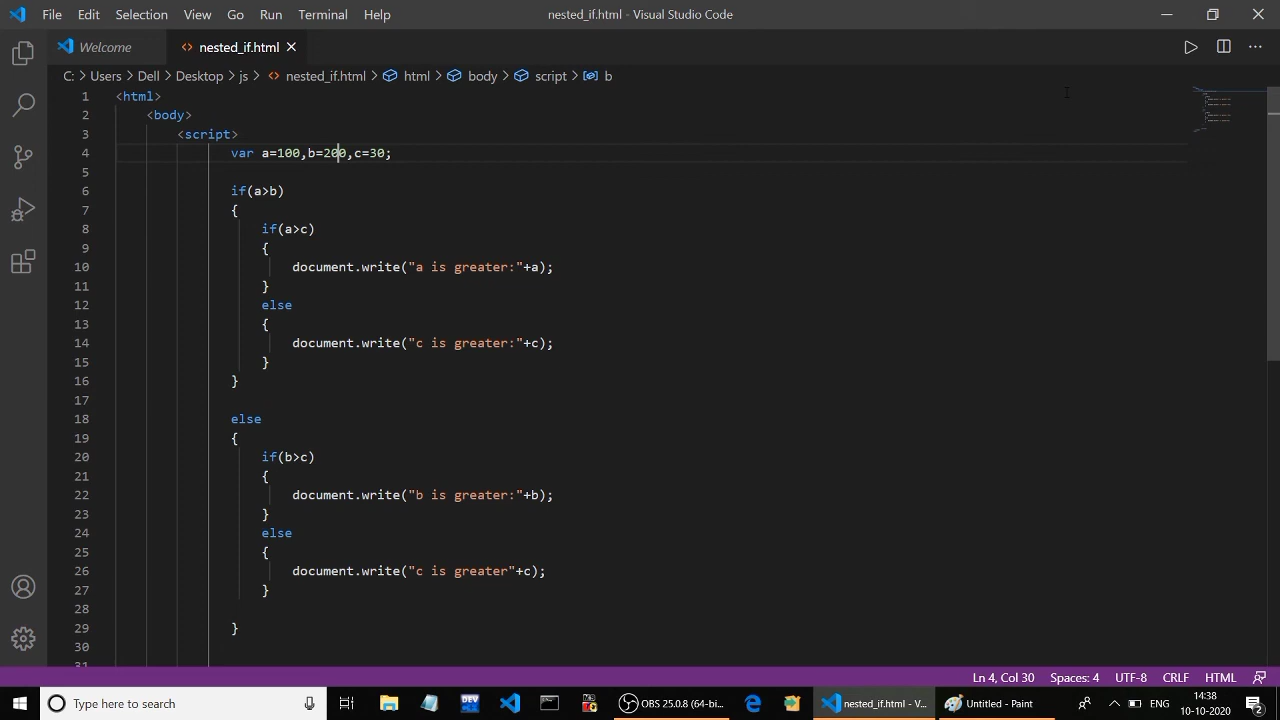 File Edit Selection View Go Run Terminal Help nested_if.html - Visual Studio Code
Welcome nested_if.html
C: > Users > Dell > Desktop > js > nested_if.html > html > body > script > b
1 <html>
2 <body>
3 <script>
4 var a=100,b=200,c=30;
5
6 if(a>b)
7 {
8 if(a>c)
9 {
10 document.write("a is greater:"+a);
11 }
12 else
13 {
14 document.write("c is greater:"+c);
15 }
16 }
17
18 else
19 {
20 if(b>c)
21 {
22 document.write("b is greater:"+b);
23 }
24 else
25 {
26 document.write("c is greater"+c);
27 }
28
29 }
30
31
Ln 4, Col 30 Spaces: 4 UTF-8 CRLF HTML
Type here to search DEV OBS 25.0.8 (64-bi... nested_if.html - V... Untitled - Paint ENG 14:38
10-10-2020 2